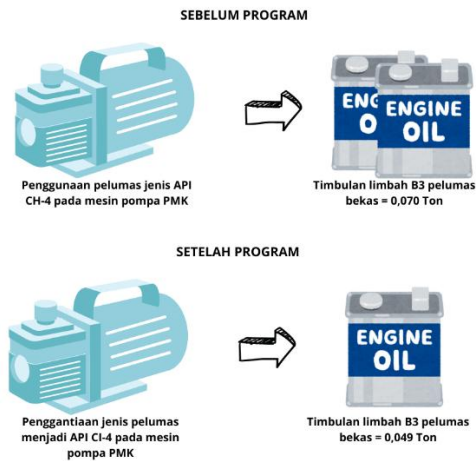 SEBELUM PROGRAM
ENGINE
OIL
Penggunaan pelumas jenis API
CH-4 pada mesin pompa PMK
Timbulan limbah B3 pelumas
bekas = 0,070 Ton
SETELAH PROGRAM
ENGINE
OIL
Penggantiaan jenis pelumas
menjadi API CI-4 pada mesin
pompa PMK
Timbulan limbah B3 pelumas
bekas = 0,049 Ton